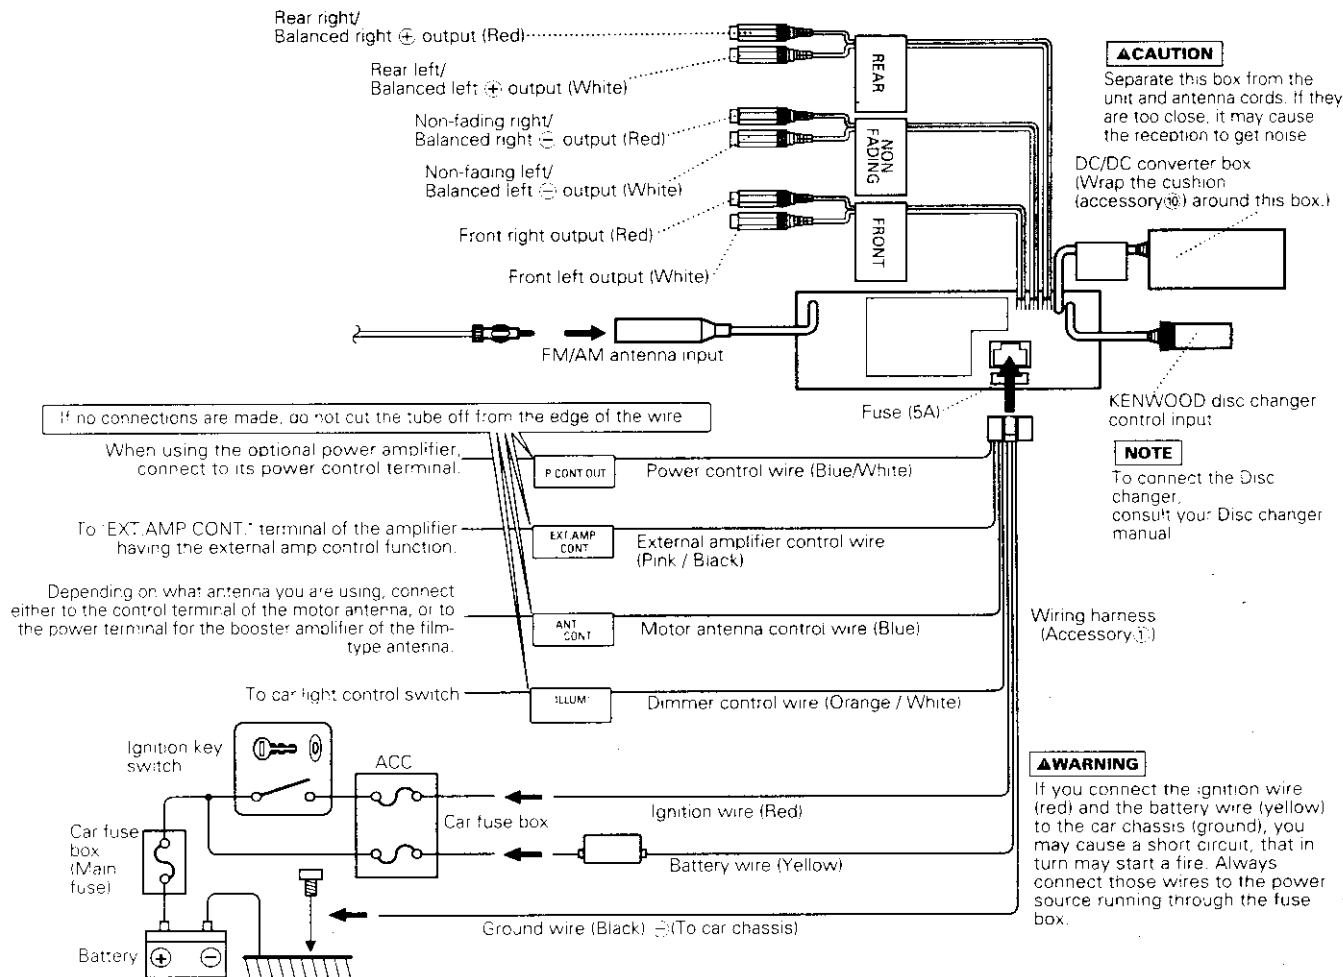 Rear right/
Balanced right ⊕ output (Red)
Rear left/
Balanced left ⊕ output (White)
Non-fading right/
Balanced right ⊖ output (Red)
Non-fading left/
Balanced left ⊖ output (White)
Front right output (Red)
Front left output (White)
REAR
NON
FADING
FRONT
▲CAUTION
Separate this box from the
unit and antenna cords. If they
are too close, it may cause
the reception to get noise
DC/DC converter box
(Wrap the cushion
(accessory⑩) around this box.)
FM/AM antenna input
Fuse (5A)
KENWOOD disc changer
control input
NOTE
To connect the Disc
changer,
consult your Disc changer
manual
If no connections are made, do not cut the tube off from the edge of the wire
When using the optional power amplifier,
connect to its power control terminal.
P.CONT OUT
Power control wire (Blue/White)
To "EXT.AMP CONT." terminal of the amplifier
having the external amp control function.
EXT.AMP
CONT
External amplifier control wire
(Pink / Black)
Depending on what antenna you are using, connect
either to the control terminal of the motor antenna, or to
the power terminal for the booster amplifier of the film-
type antenna.
ANT
CONT
Motor antenna control wire (Blue)
Wiring harness
(Accessory①)
To car light control switch
ILLUMI
Dimmer control wire (Orange / White)
Ignition key
switch
ACC
Ignition wire (Red)
Car fuse box
Car fuse
box
(Main
fuse)
Battery wire (Yellow)
Ground wire (Black) ⊖(To car chassis)
Battery
⊕
⊖
▲WARNING
If you connect the ignition wire
(red) and the battery wire (yellow)
to the car chassis (ground), you
may cause a short circuit, that in
turn may start a fire. Always
connect those wires to the power
source running through the fuse
box.